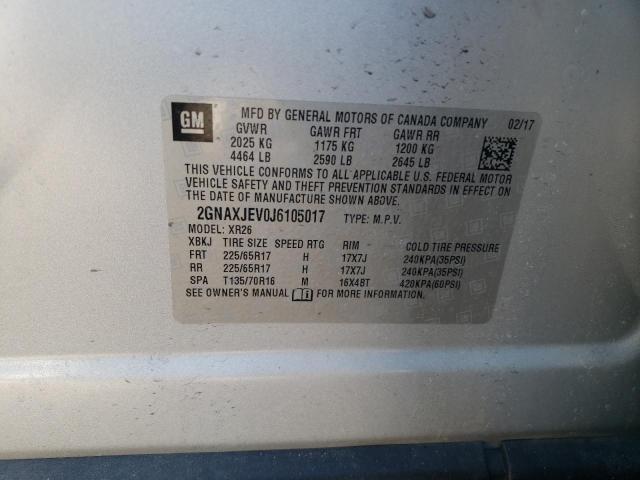 GM
MFD BY GENERAL MOTORS OF CANADA COMPANY 02/17
GVWR GAWR FRT GAWR RR
2025 KG 1175 KG 1200 KG
4464 LB 2590 LB 2645 LB
THIS VEHICLE CONFORMS TO ALL APPLICABLE U.S. FEDERAL MOTOR
VEHICLE SAFETY AND THEFT PREVENTION STANDARDS IN EFFECT ON
THE DATE OF MANUFACTURE SHOWN ABOVE.
2GNAXJEV0J6105017 TYPE: M.P.V.
MODEL: XR26
XBKJ TIRE SIZE SPEED RTG RIM COLD TIRE PRESSURE
FRT 225/65R17 H 17X7J 240KPA(35PSI)
RR 225/65R17 H 17X7J 240KPA(35PSI)
SPA T135/70R16 M 16X4BT 420KPA(60PSI)
SEE OWNER'S MANUAL FOR MORE INFORMATION.